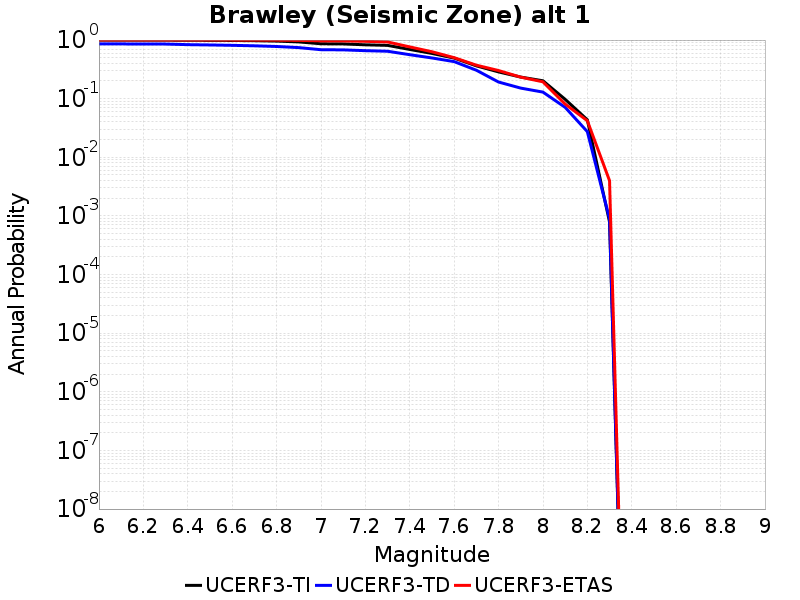 Brawley (Seismic Zone) alt 1
Annual Probability
10^0
10^-1
10^-2
10^-3
10^-4
10^-5
10^-6
10^-7
10^-8
6 6.2 6.4 6.6 6.8 7 7.2 7.4 7.6 7.8 8 8.2 8.4 8.6 8.8 9
Magnitude
UCERF3-TI UCERF3-TD UCERF3-ETAS